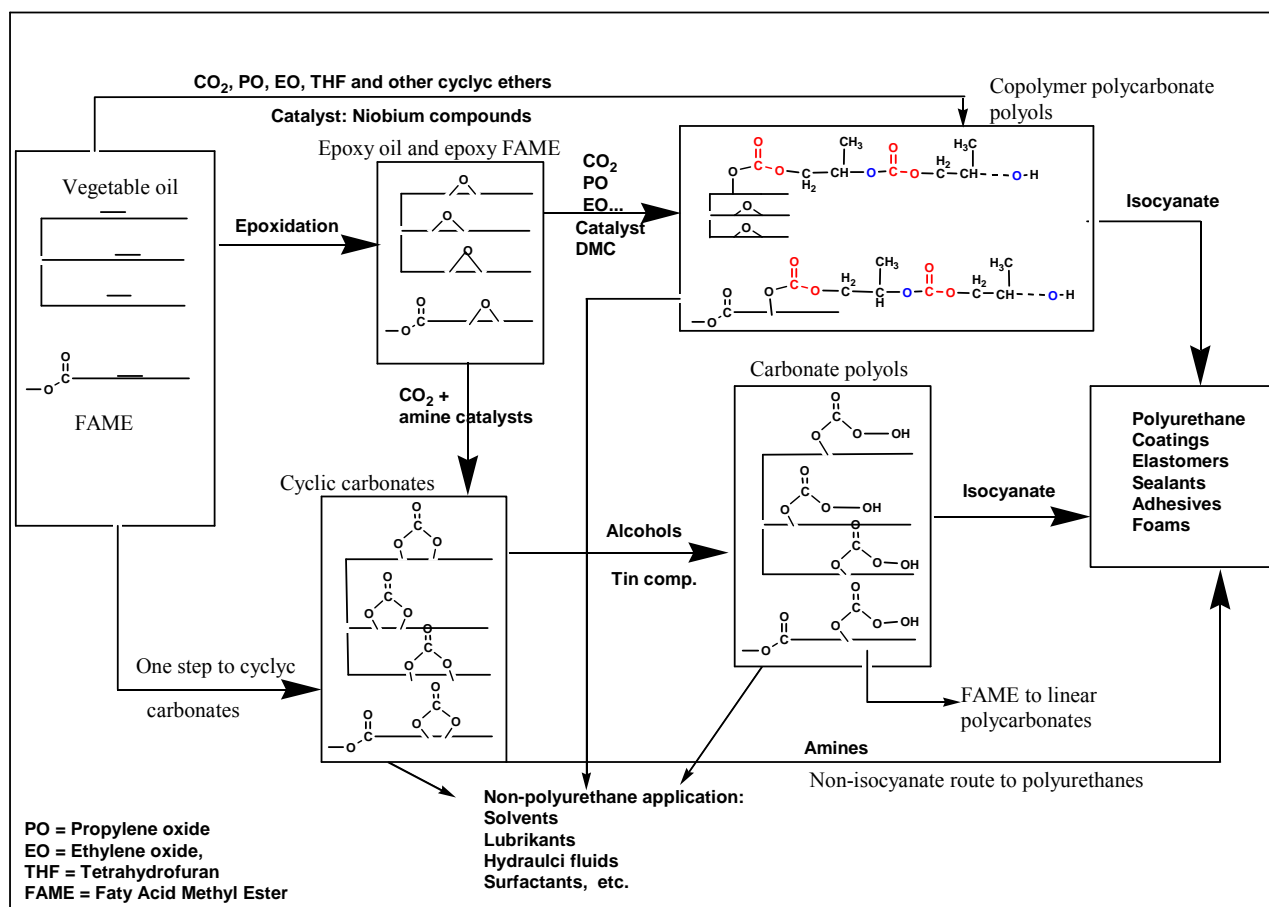 CO2, PO, EO, THF and other cyclyc ethers
Catalyst: Niobium compounds
Copolymer polycarbonate
polyols
Vegetable oil
O
C
O
FAME
Epoxidation
Epoxy oil and epoxy FAME
O
O
O
O
C
O
O
CO2
PO
EO...
Catalyst
DMC
O
C
O
O
H2
C
CH3
CH
O
C
O
O
H2
C
H3C
CH
O-H
O
O
O
C
O
O
H2
C
CH3
C
H
O
C
O
O
H2
C
H3C
C
H
O-H
O
C
O
Isocyanate
CO2 +
amine catalysts
Carbonate polyols
O
C
O
O
OH
O
C
O
O
OH
O
C
O
O
OH
O
C
O
O
OH
O
C
O
Isocyanate
Polyurethane
Coatings
Elastomers
Sealants
Adhesives
Foams
Cyclic carbonates
O
C
O
O
O
C
O
O
O
C
O
O
O
C
O
O
O
C
O
Alcohols
Tin comp.
One step to cyclyc
carbonates
FAME to linear
polycarbonates
Amines
Non-isocyanate route to polyurethanes
Non-polyurethane application:
Solvents
Lubrikants
Hydraulci fluids
Surfactants, etc.
PO = Propylene oxide
EO = Ethylene oxide,
THF = Tetrahydrofuran
FAME = Faty Acid Methyl Ester